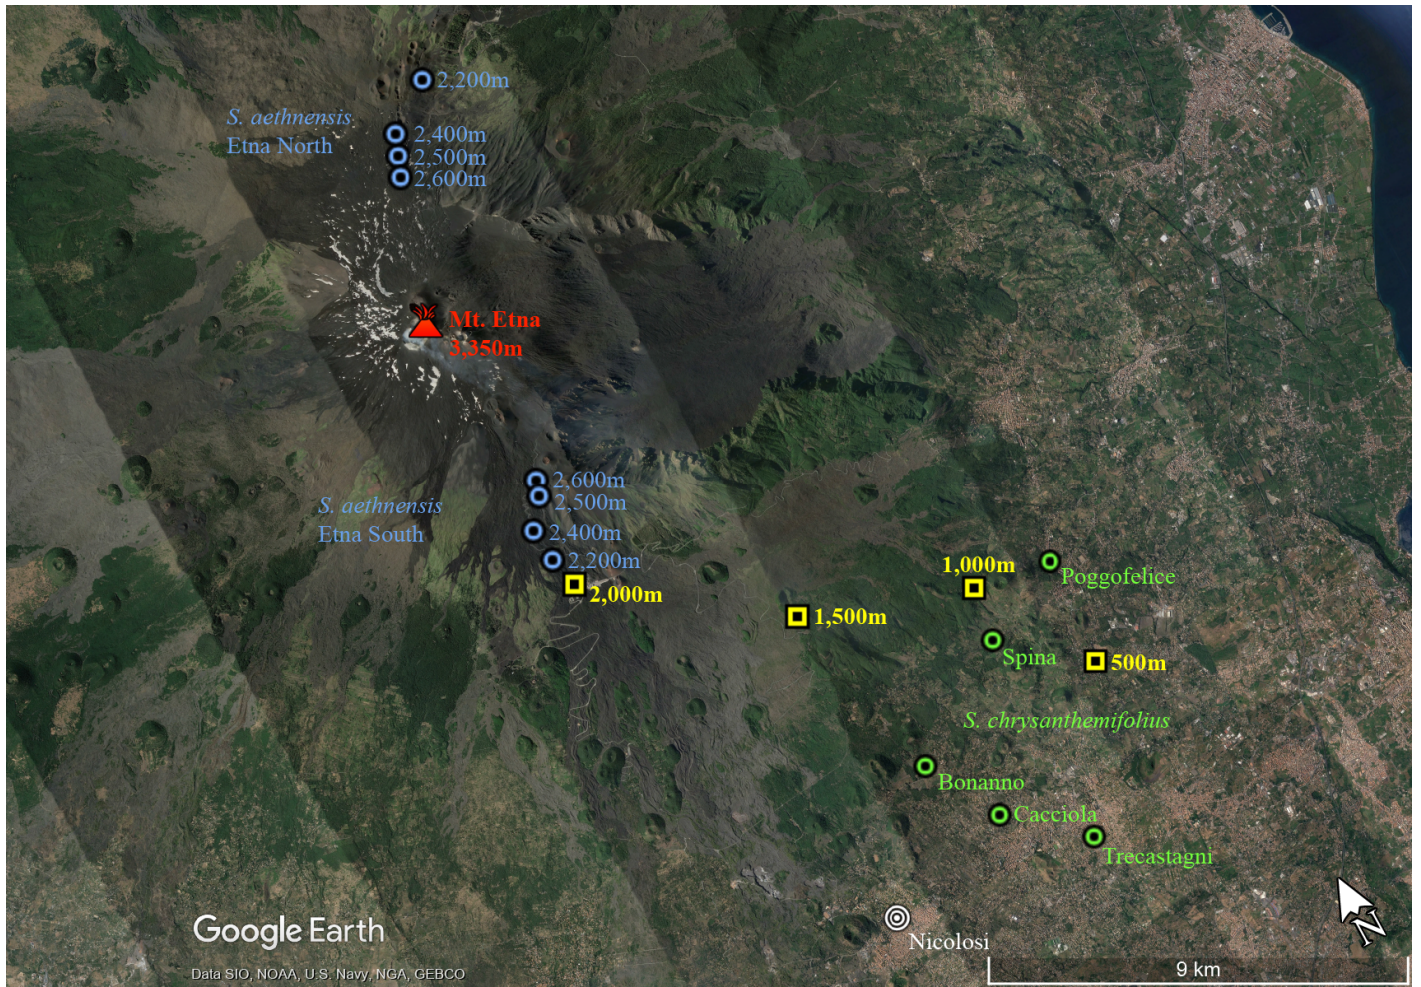 2,200m
S. aethnensis
Etna North
2,400m
2,500m
2,600m
Mt. Etna
3,350m
2,600m
2,500m
S. aethnensis
Etna South
2,400m
2,200m
2,000m
1,000m
Poggofelice
1,500m
Spina
500m
S. chrysanthemifolius
Bonanno
Cacciola
Trecastagni
Nicolosi
N
Google Earth
Data SIO, NOAA, U.S. Navy, NGA, GEBCO
9 km